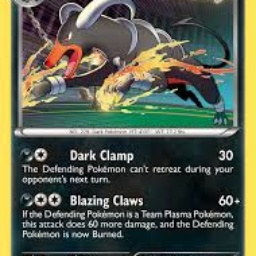 Dark Clamp 30
The Defending Pokémon can't retreat during your
opponent's next turn.
Blazing Claws 60+
If the Defending Pokémon is a Team Plasma Pokémon,
this attack does 60 more damage, and the Defending
Pokémon is now Burned.